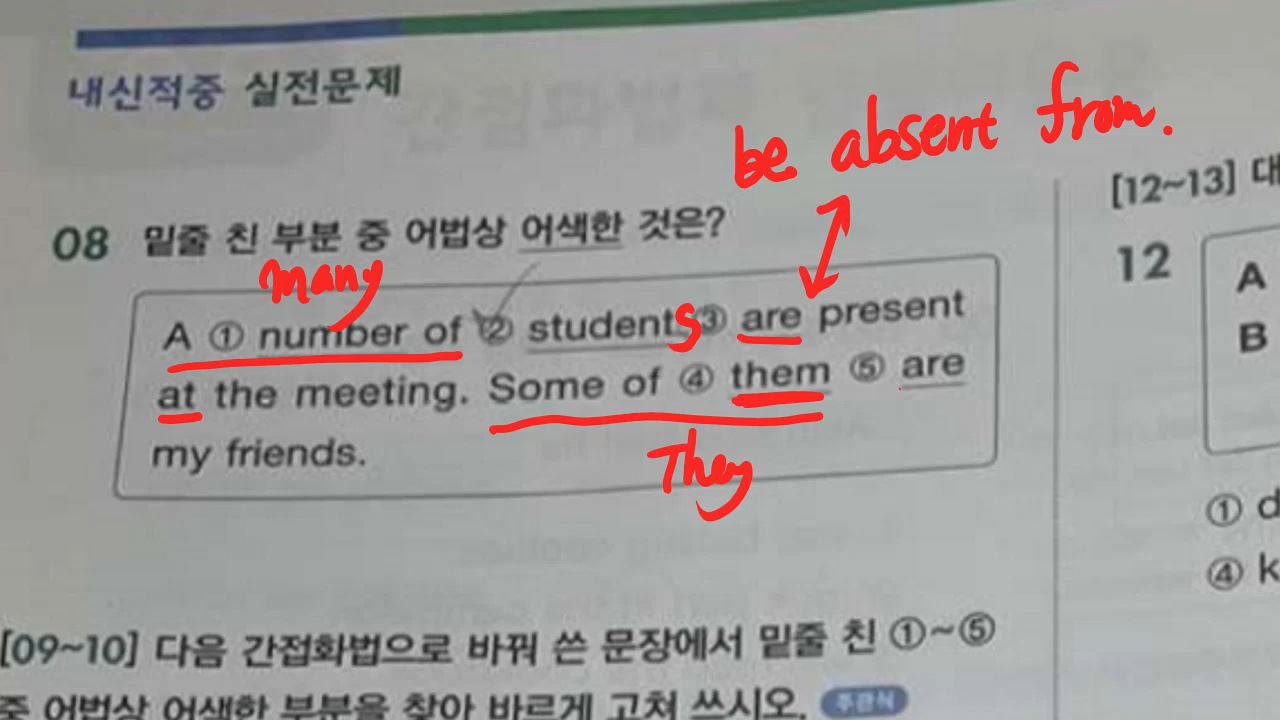 내신적중 실전문제
be absent from.
08 밑줄 친 부분 중 어법상 어색한 것은?
many
A ① number of ② student s ③ are present
at the meeting. Some of ④ them ⑤ are
They
my friends.
[09~10] 다음 간접화법으로 바꿔 쓴 문장에서 밑줄 친 ①~⑤
중 어법상 어색한 부분을 찾아 바르게 고쳐 쓰시오. 주관식
[12~13] 대
12
A
B
① d
④ k